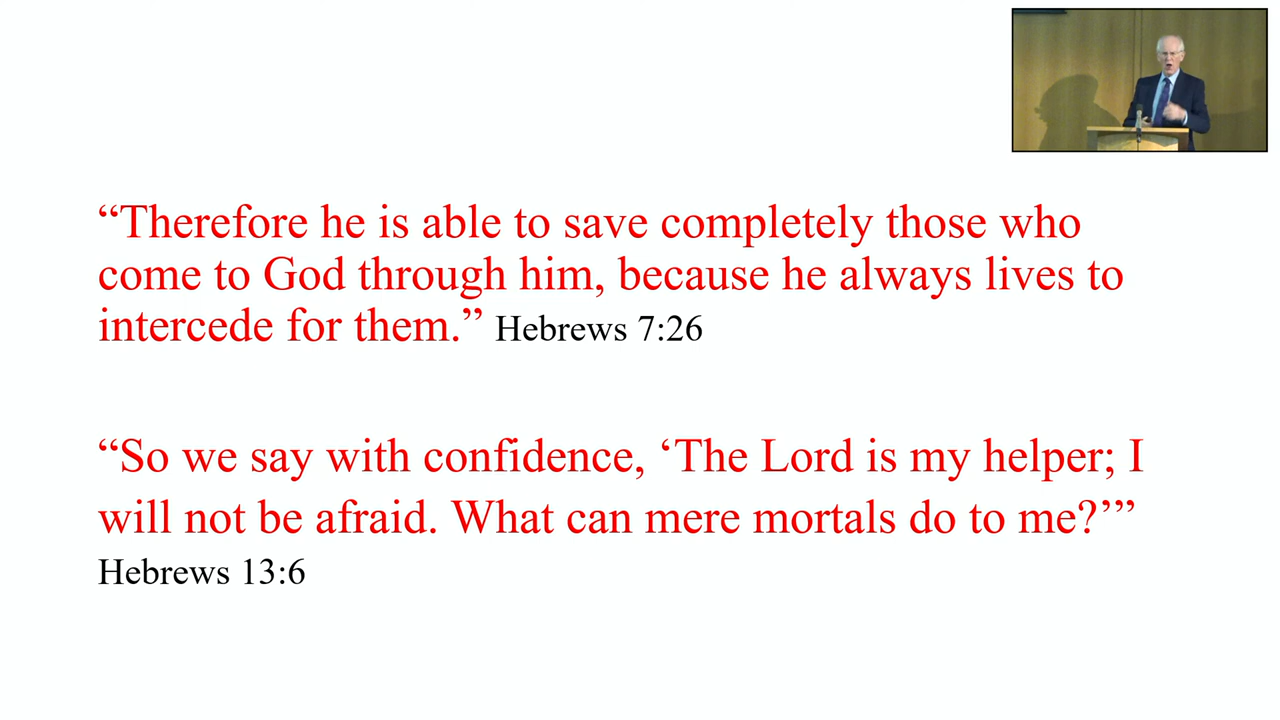 “Therefore he is able to save completely those who
come to God through him, because he always lives to
intercede for them.” Hebrews 7:26
“So we say with confidence, ‘The Lord is my helper; I
will not be afraid. What can mere mortals do to me?’”
Hebrews 13:6